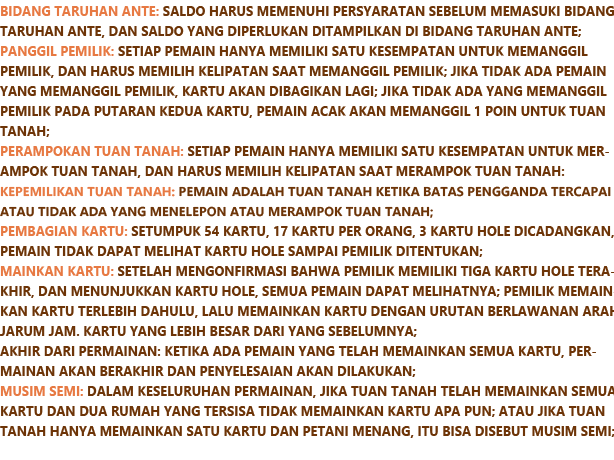 BIDANG TARUHAN ANTE: SALDO HARUS MEMENUHI PERSYARATAN SEBELUM MEMASUKI BIDANG
TARUHAN ANTE, DAN SALDO YANG DIPERLUKAN DITAMPILKAN DI BIDANG TARUHAN ANTE;
PANGGIL PEMILIK: SETIAP PEMAIN HANYA MEMILIKI SATU KESEMPATAN UNTUK MEMANGGIL
PEMILIK, DAN HARUS MEMILIH KELIPATAN SAAT MEMANGGIL PEMILIK; JIKA TIDAK ADA PEMAIN
YANG MEMANGGIL PEMILIK, KARTU AKAN DIBAGIKAN LAGI; JIKA TIDAK ADA YANG MEMANGGIL
PEMILIK PADA PUTARAN KEDUA KARTU, PEMAIN ACAK AKAN MEMANGGIL 1 POIN UNTUK TUAN
TANAH;
PERAMPOKAN TUAN TANAH: SETIAP PEMAIN HANYA MEMILIKI SATU KESEMPATAN UNTUK MER-
AMPOK TUAN TANAH, DAN HARUS MEMILIH KELIPATAN SAAT MERAMPOK TUAN TANAH:
KEPEMILIKAN TUAN TANAH: PEMAIN ADALAH TUAN TANAH KETIKA BATAS PENGGANDA TERCAPAI
ATAU TIDAK ADA YANG MENELEPON ATAU MERAMPOK TUAN TANAH;
PEMBAGIAN KARTU: SETUMPUK 54 KARTU, 17 KARTU PER ORANG, 3 KARTU HOLE DICADANGKAN,
PEMAIN TIDAK DAPAT MELIHAT KARTU HOLE SAMPAI PEMILIK DITENTUKAN;
MAINKAN KARTU: SETELAH MENGONFIRMASI BAHWA PEMILIK MEMILIKI TIGA KARTU HOLE TERA-
KHIR, DAN MENUNJUKKAN KARTU HOLE, SEMUA PEMAIN DAPAT MELIHATNYA; PEMILIK MEMAIN-
KAN KARTU TERLEBIH DAHULU, LALU MEMAINKAN KARTU DENGAN URUTAN BERLAWANAN ARAH
JARUM JAM. KARTU YANG LEBIH BESAR DARI YANG SEBELUMNYA;
AKHIR DARI PERMAINAN: KETIKA ADA PEMAIN YANG TELAH MEMAINKAN SEMUA KARTU, PER-
MAINAN AKAN BERAKHIR DAN PENYELESAIAN AKAN DILAKUKAN;
MUSIM SEMI: DALAM KESELURUHAN PERMAINAN, JIKA TUAN TANAH TELAH MEMAINKAN SEMUA
KARTU DAN DUA RUMAH YANG TERSISA TIDAK MEMAINKAN KARTU APA PUN; ATAU JIKA TUAN
TANAH HANYA MEMAINKAN SATU KARTU DAN PETANI MENANG, ITU BISA DISEBUT MUSIM SEMI;